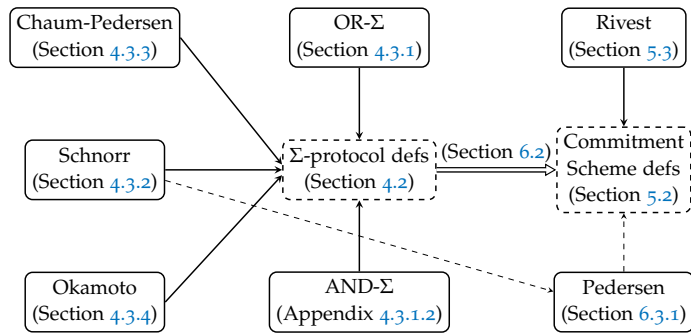 Chaum-Pedersen
(Section 4.3.3)
OR-Σ
(Section 4.3.1)
Rivest
(Section 5.3)
Schnorr
(Section 4.3.2)
Σ-protocol defs
(Section 4.2)
(Section 6.2)
Commitment
Scheme defs
(Section 5.2)
Okamoto
(Section 4.3.4)
AND-Σ
(Appendix 4.3.1.2)
Pedersen
(Section 6.3.1)